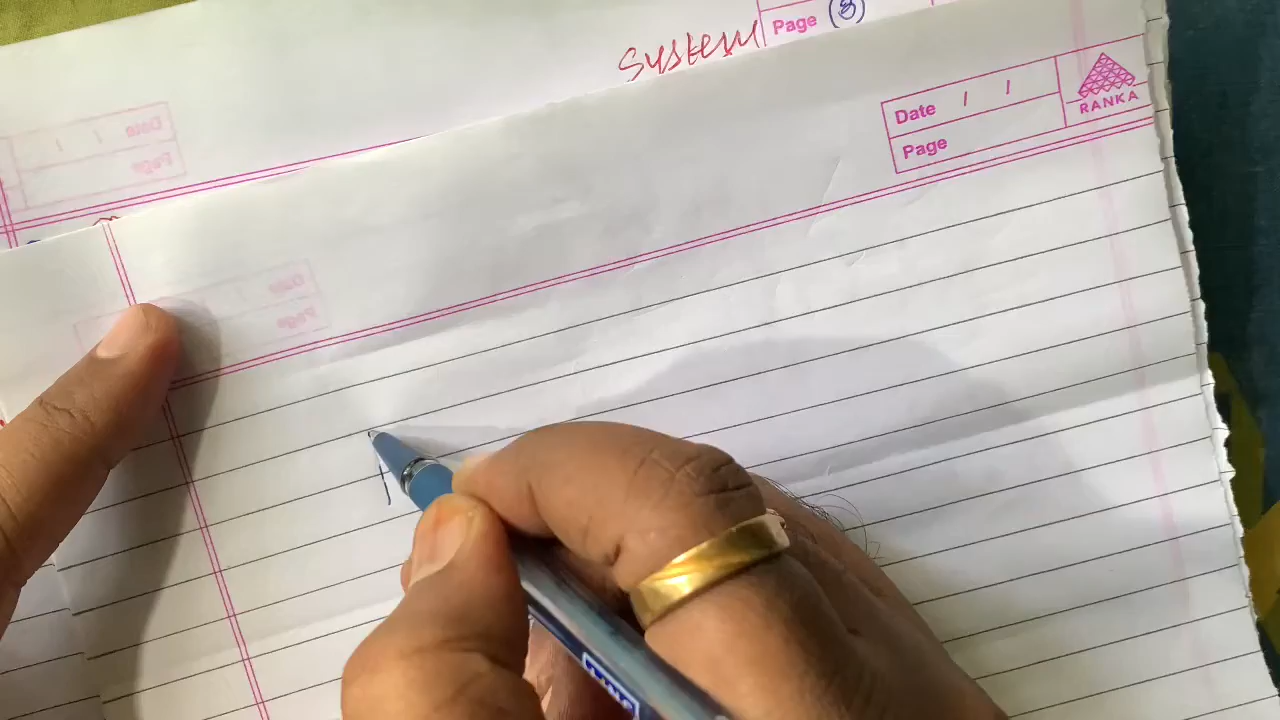 System
Page (3)
Date / /
Page
RANKA